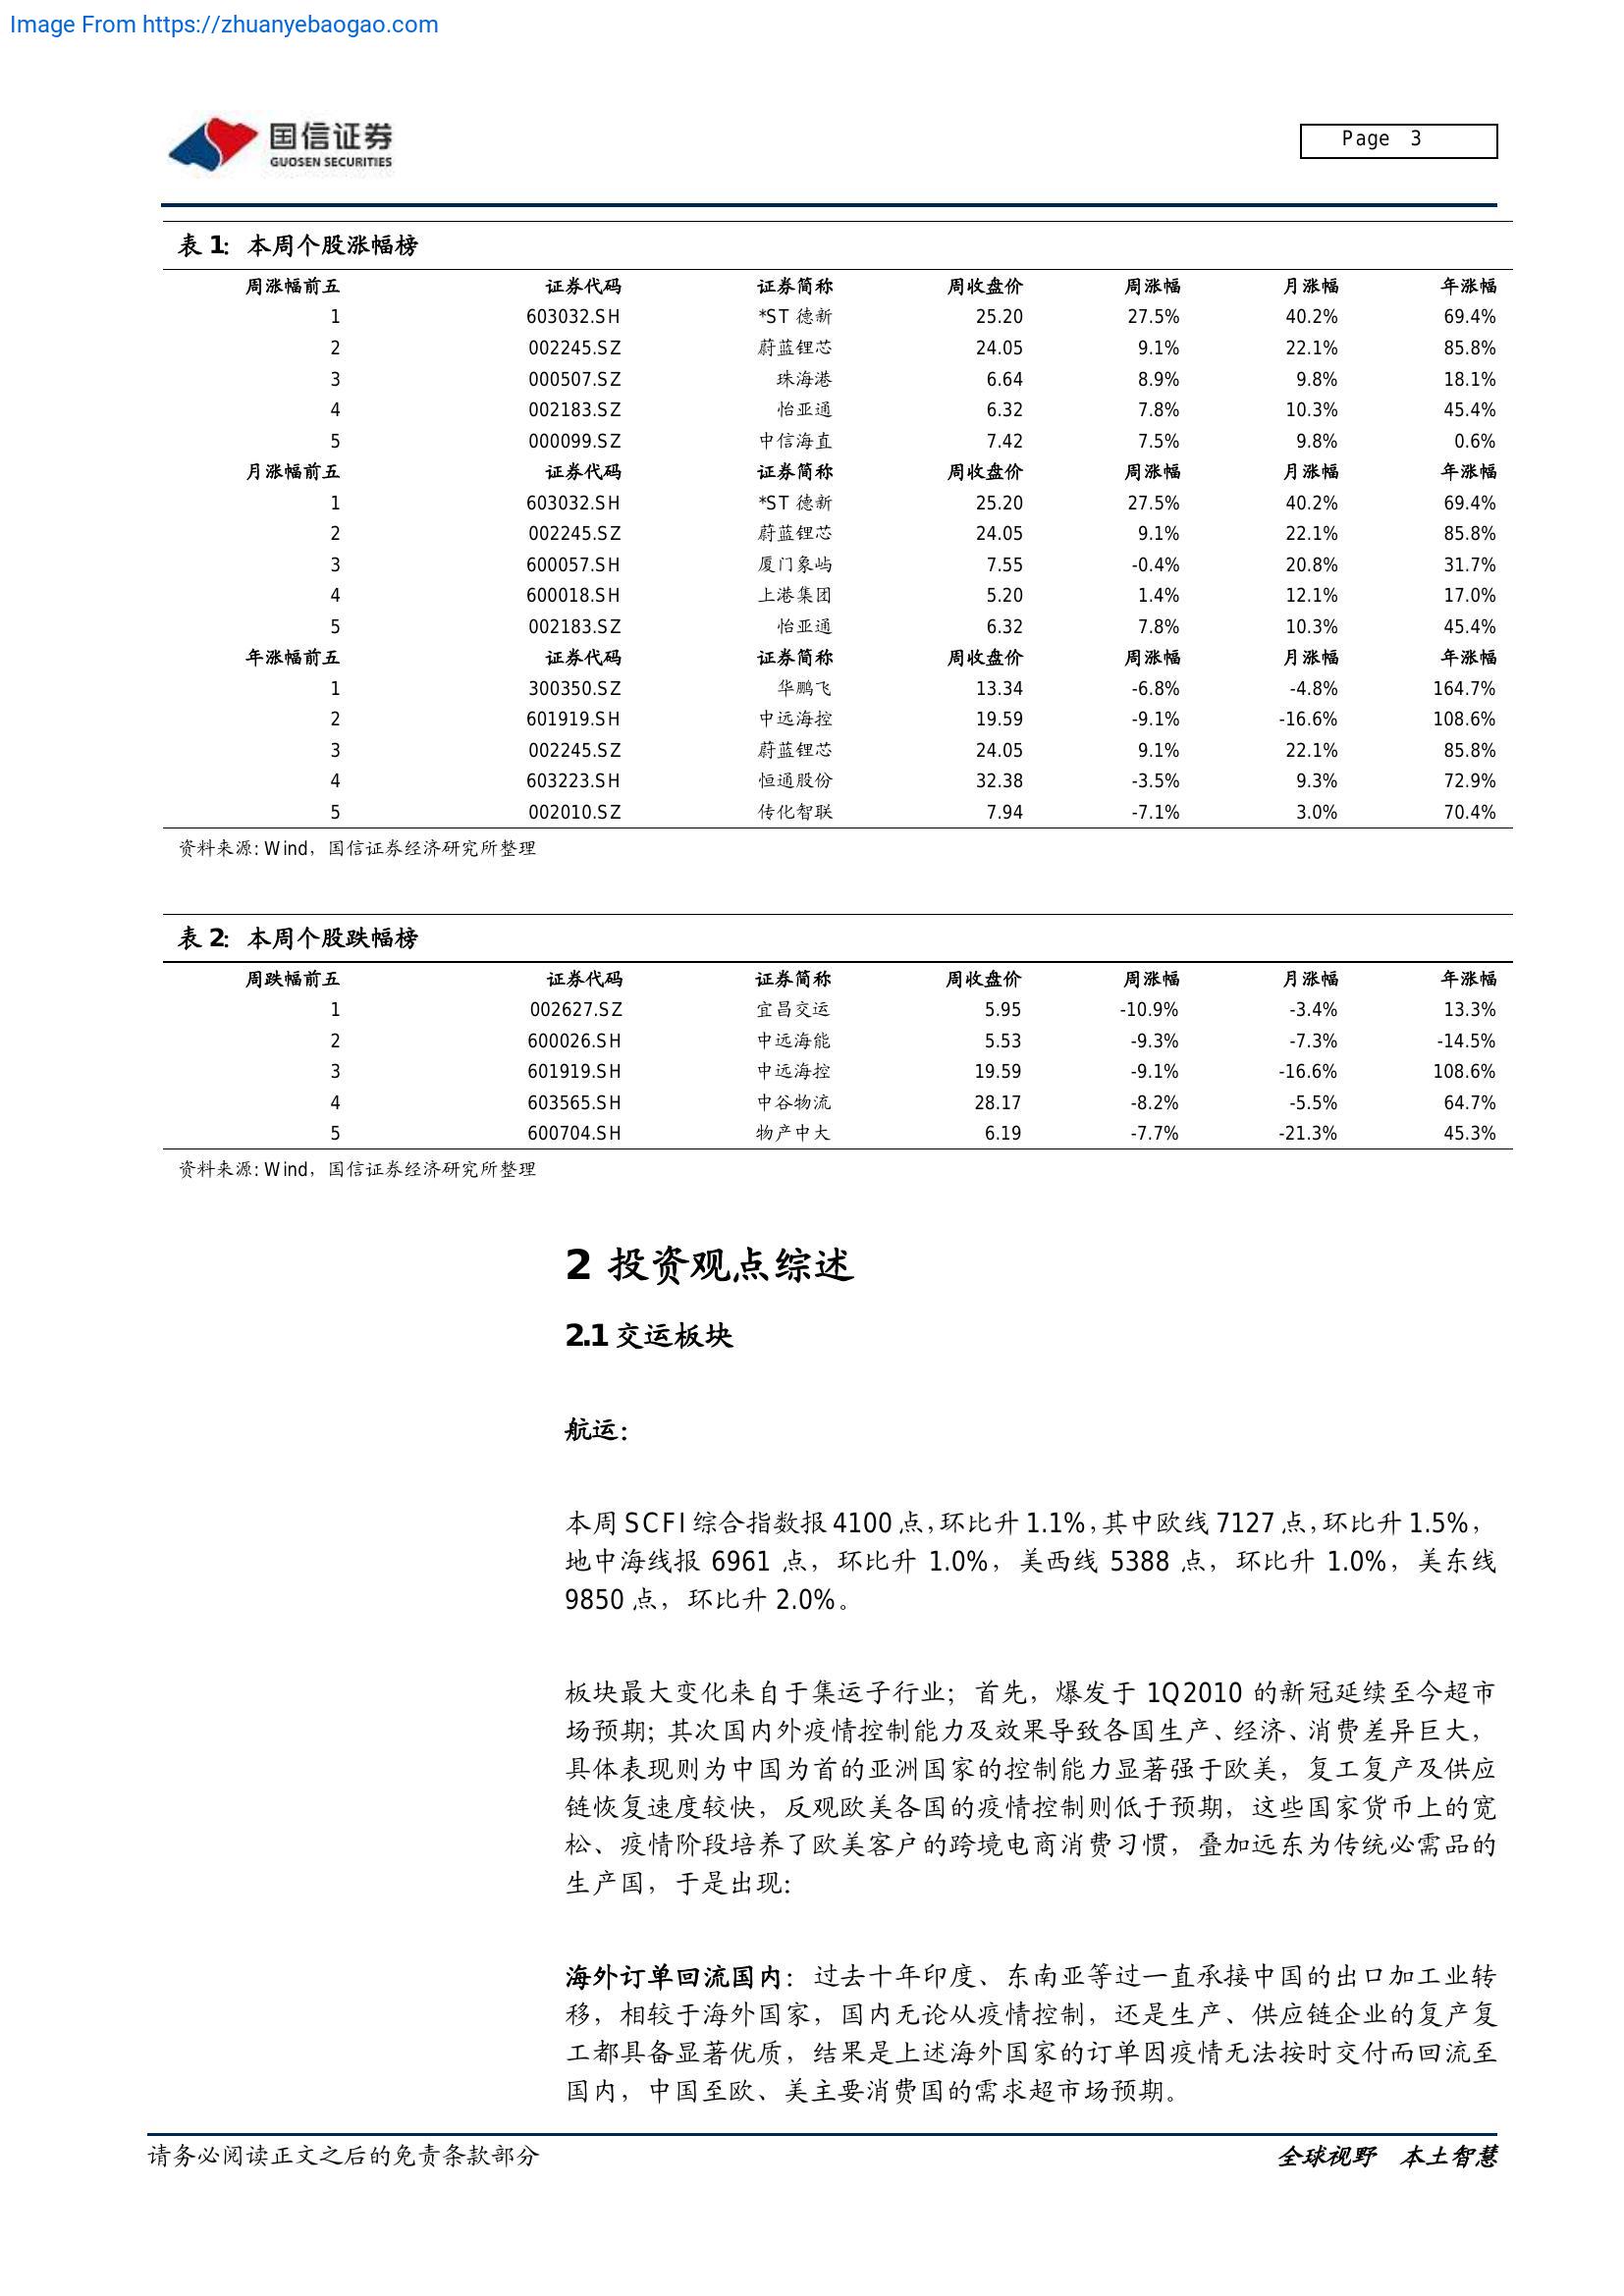 Image From https://zhuanyebaogao.com
国信证券
GUOSEN SECURITIES
Page 3
表 1: 本周个股涨幅榜
周涨幅前五 证券代码 证券简称 周收盘价 周涨幅 月涨幅 年涨幅
1 603032.SH *ST 德新 25.20 27.5% 40.2% 69.4%
2 002245.SZ 蔚蓝锂芯 24.05 9.1% 22.1% 85.8%
3 000507.SZ 珠海港 6.64 8.9% 9.8% 18.1%
4 002183.SZ 怡亚通 6.32 7.8% 10.3% 45.4%
5 000099.SZ 中信海直 7.42 7.5% 9.8% 0.6%
月涨幅前五 证券代码 证券简称 周收盘价 周涨幅 月涨幅 年涨幅
1 603032.SH *ST 德新 25.20 27.5% 40.2% 69.4%
2 002245.SZ 蔚蓝锂芯 24.05 9.1% 22.1% 85.8%
3 600057.SH 厦门象屿 7.55 -0.4% 20.8% 31.7%
4 600018.SH 上港集团 5.20 1.4% 12.1% 17.0%
5 002183.SZ 怡亚通 6.32 7.8% 10.3% 45.4%
年涨幅前五 证券代码 证券简称 周收盘价 周涨幅 月涨幅 年涨幅
1 300350.SZ 华鹏飞 13.34 -6.8% -4.8% 164.7%
2 601919.SH 中远海控 19.59 -9.1% -16.6% 108.6%
3 002245.SZ 蔚蓝锂芯 24.05 9.1% 22.1% 85.8%
4 603223.SH 恒通股份 32.38 -3.5% 9.3% 72.9%
5 002010.SZ 传化智联 7.94 -7.1% 3.0% 70.4%
资料来源: Wind，国信证券经济研究所整理
表 2: 本周个股跌幅榜
周跌幅前五 证券代码 证券简称 周收盘价 周涨幅 月涨幅 年涨幅
1 002627.SZ 宜昌交运 5.95 -10.9% -3.4% 13.3%
2 600026.SH 中远海能 5.53 -9.3% -7.3% -14.5%
3 601919.SH 中远海控 19.59 -9.1% -16.6% 108.6%
4 603565.SH 中谷物流 28.17 -8.2% -5.5% 64.7%
5 600704.SH 物产中大 6.19 -7.7% -21.3% 45.3%
资料来源: Wind，国信证券经济研究所整理
2 投资观点综述
2.1 交运板块
航运：
本周 SCFI 综合指数报 4100 点，环比升 1.1%，其中欧线 7127 点，环比升 1.5%，
地中海线报 6961 点，环比升 1.0%，美西线 5388 点，环比升 1.0%，美东线
9850 点，环比升 2.0%。
板块最大变化来自于集运子行业；首先，爆发于 1Q2010 的新冠延续至今超市
场预期；其次国内外疫情控制能力及效果导致各国生产、经济、消费差异巨大，
具体表现则为中国为首的亚洲国家的控制能力显著强于欧美，复工复产及供应
链恢复速度较快，反观欧美各国的疫情控制则低于预期，这些国家货币上的宽
松、疫情阶段培养了欧美客户的跨境电商消费习惯，叠加远东为传统必需品的
生产国，于是出现：
海外订单回流国内：过去十年印度、东南亚等过一直承接中国的出口加工业转
移，相较于海外国家，国内无论从疫情控制，还是生产、供应链企业的复产复
工都具备显著优质，结果是上述海外国家的订单因疫情无法按时交付而回流至
国内，中国至欧、美主要消费国的需求超市场预期。
请务必阅读正文之后的免责条款部分
全球视野 本土智慧